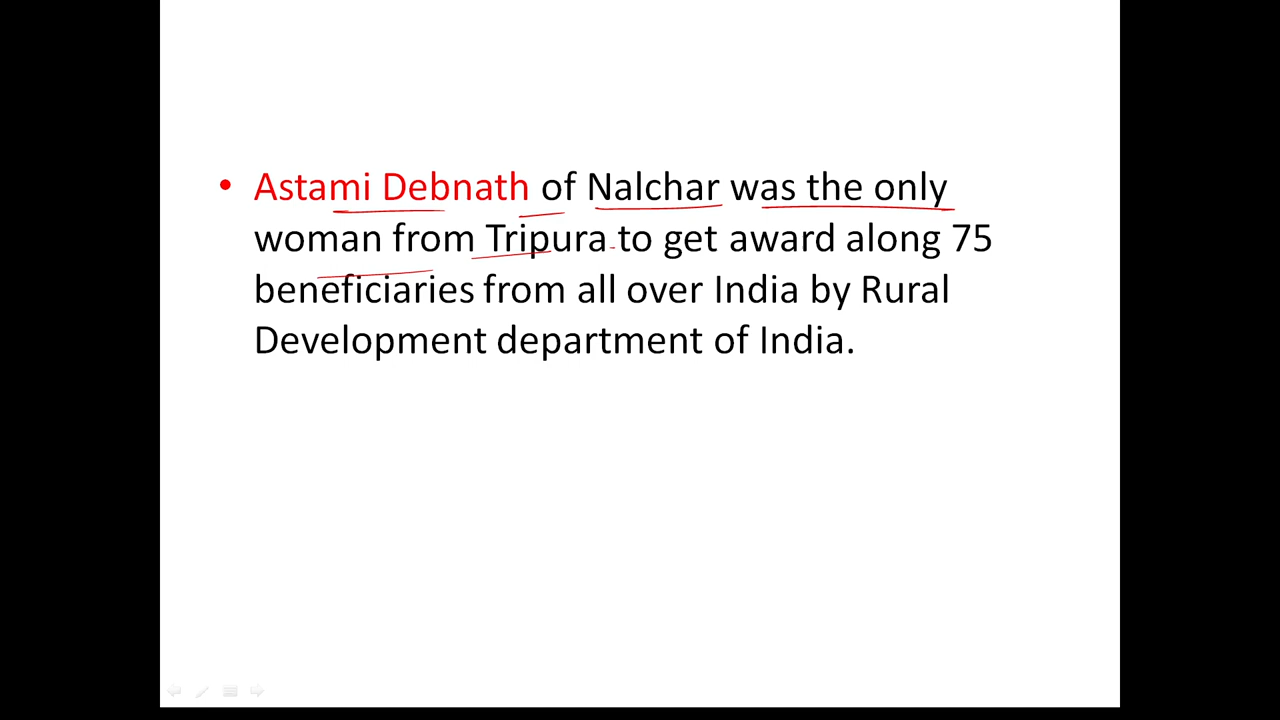 • Astami Debnath of Nalchar was the only
woman from Tripura to get award along 75
beneficiaries from all over India by Rural
Development department of India.